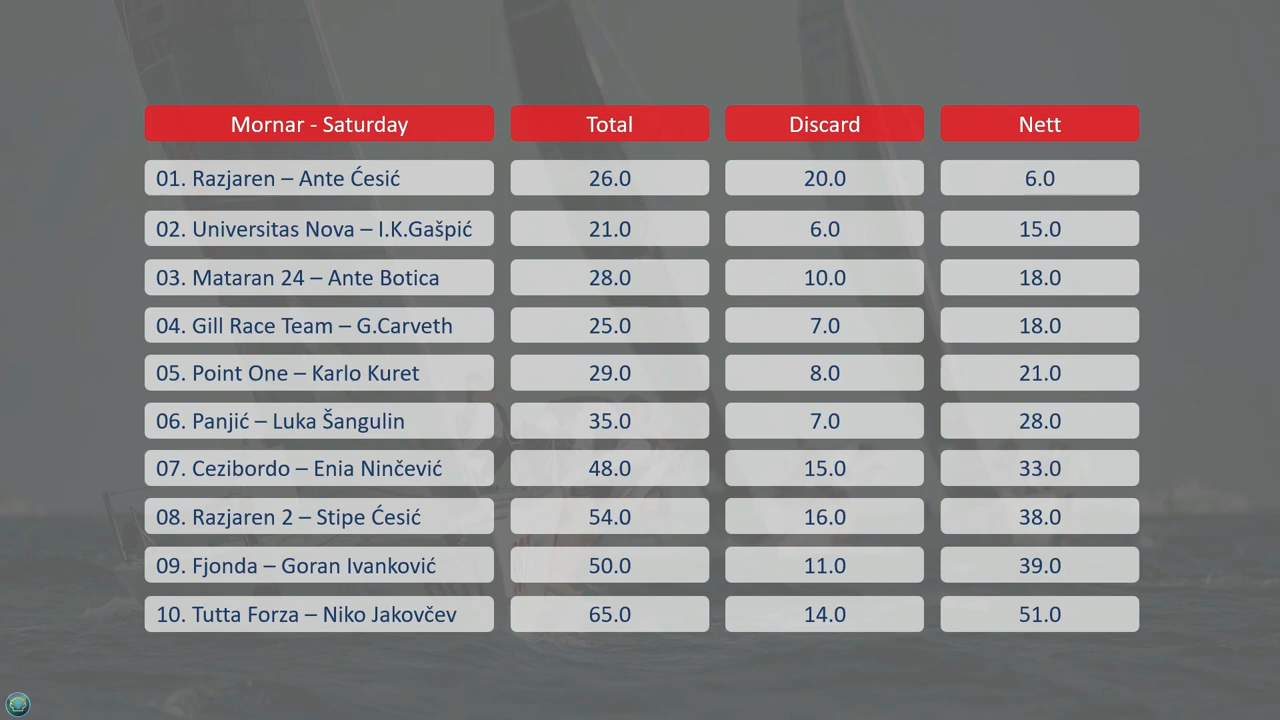 Mornar - Saturday Total Discard Nett
01. Razjaren – Ante Ćesić 26.0 20.0 6.0
02. Universitas Nova – I.K.Gašpić 21.0 6.0 15.0
03. Mataran 24 – Ante Botica 28.0 10.0 18.0
04. Gill Race Team – G.Carveth 25.0 7.0 18.0
05. Point One – Karlo Kuret 29.0 8.0 21.0
06. Panjić – Luka Šangulin 35.0 7.0 28.0
07. Cezibordo – Enia Ninčević 48.0 15.0 33.0
08. Razjaren 2 – Stipe Ćesić 54.0 16.0 38.0
09. Fjonda – Goran Ivanković 50.0 11.0 39.0
10. Tutta Forza – Niko Jakovčev 65.0 14.0 51.0